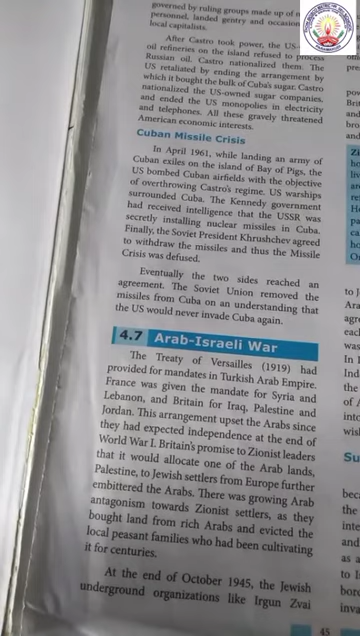 governed by ruling groups made up of
personnel, landed gentry and occasion
local capitalists.
After Castro took power, the US-
oil refineries on the island refused to process
Russian oil. Castro nationalized them. The
US retaliated by ending the arrangement by
which it bought the bulk of Cuba's sugar. Castro
nationalized the US-owned sugar companies,
and ended the US monopolies in electricity
and telephones. All these gravely threatened
American economic interests.
Cuban Missile Crisis
In April 1961, while landing an army of
Cuban exiles on the island of Bay of Pigs, the
US bombed Cuban airfields with the objective
of overthrowing Castro's regime. US warships
surrounded Cuba. The Kennedy government
had received intelligence that the USSR was
secretly installing nuclear missiles in Cuba.
Finally, the Soviet President Khrushchev agreed
to withdraw the missiles and thus the Missile
Crisis was defused.
Eventually the two sides reached an
agreement. The Soviet Union removed the
missiles from Cuba on an understanding that
the US would never invade Cuba again.
4.7 Arab-Israeli War
The Treaty of Versailles (1919) had
provided for mandates in Turkish Arab Empire.
France was given the mandate for Syria and
Lebanon, and Britain for Iraq, Palestine and
Jordan. This arrangement upset the Arabs since
they had expected independence at the end of
World War I. Britain's promise to Zionist leaders
that it would allocate one of the Arab lands,
Palestine, to Jewish settlers from Europe further
embittered the Arabs. There was growing Arab
antagonism towards Zionist settlers, as they
bought land from rich Arabs and evicted the
local peasant families who had been cultivating
it for centuries.
At the end of October 1945, the Jewish
underground organizations like Irgun Zvai
45